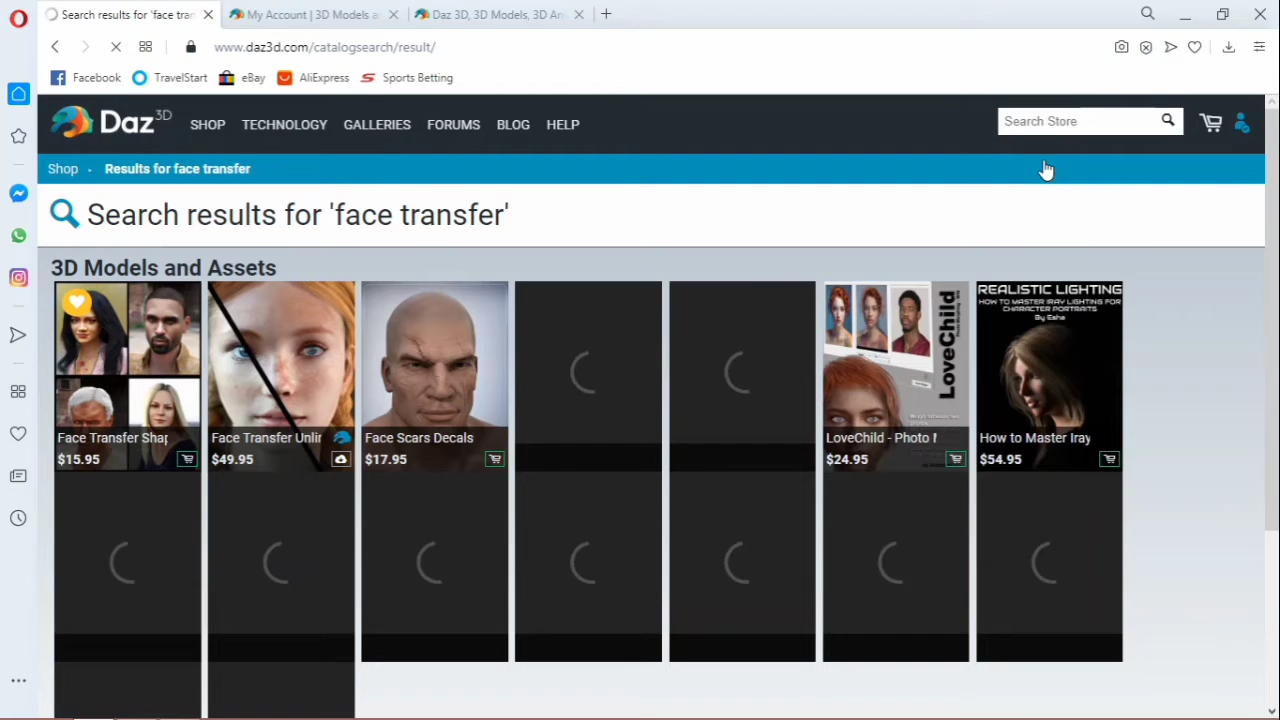 Search results for 'face tran
My Account | 3D Models a
Daz 3D, 3D Models, 3D An
www.daz3d.com/catalogsearch/result/
Facebook
TravelStart
eBay
AliExpress
Sports Betting
Daz 3D
SHOP
TECHNOLOGY
GALLERIES
FORUMS
BLOG
HELP
Search Store
Shop
Results for face transfer
Search results for 'face transfer'
3D Models and Assets
LoveChild
REALISTIC LIGHTING
HOW TO MASTER IRAY LIGHTING FOR
CHARACTER PORTRAITS
By Esha
Face Transfer Shap
$15.95
Face Transfer Unlir
$49.95
Face Scars Decals
$17.95
LoveChild - Photo M
$24.95
How to Master Iray
$54.95